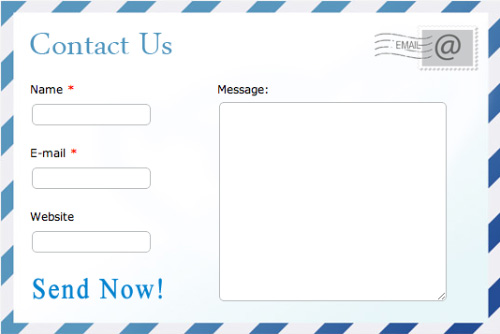 Contact Us
EMAIL @
Name *
E-mail *
Website
Send Now!
Message: